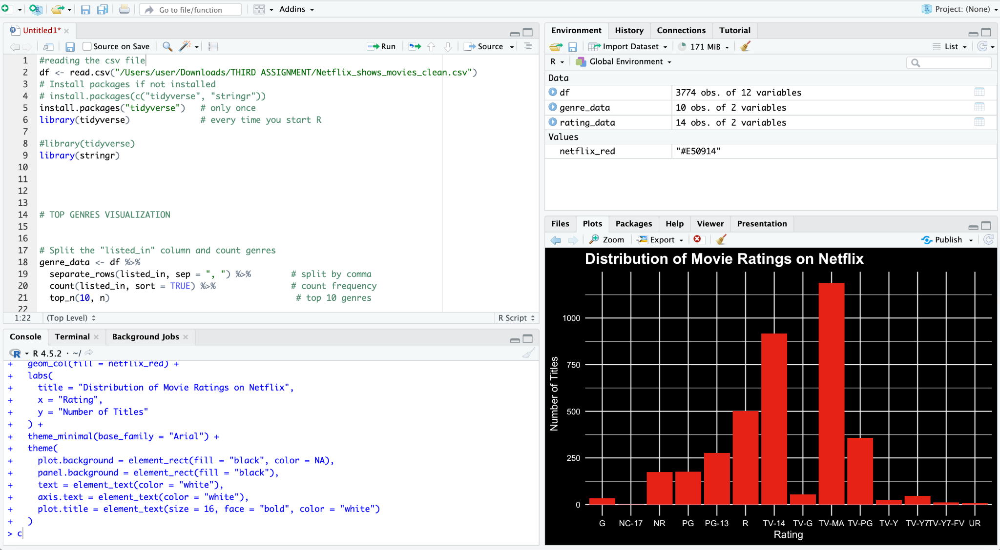 Go to file/function
Addins
Project: (None)
Untitled1*
Source on Save
Run
Source
1 #reading the csv file
2 df <- read.csv("/Users/user/Downloads/THIRD ASSIGNMENT/Netflix_shows_movies_clean.csv")
3 # Install packages if not installed
4 # install.packages(c("tidyverse", "stringr"))
5 install.packages("tidyverse")   # only once
6 library(tidyverse)              # every time you start R
7
8 #library(tidyverse)
9 library(stringr)
10
11
12
13
14 # TOP GENRES VISUALIZATION
15
16
17 # Split the "listed_in" column and count genres
18 genre_data <- df %>%
19   separate_rows(listed_in, sep = ", ") %>%        # split by comma
20   count(listed_in, sort = TRUE) %>%               # count frequency
21   top_n(10, n)                                     # top 10 genres
22
1:22 (Top Level) R Script
Console Terminal Background Jobs
R 4.5.2 · ~/
+   geom_col(fill = netflix_red) +
+   labs(
+     title = "Distribution of Movie Ratings on Netflix",
+     x = "Rating",
+     y = "Number of Titles"
+   ) +
+   theme_minimal(base_family = "Arial") +
+   theme(
+     plot.background = element_rect(fill = "black", color = NA),
+     panel.background = element_rect(fill = "black"),
+     text = element_text(color = "white"),
+     axis.text = element_text(color = "white"),
+     plot.title = element_text(size = 16, face = "bold", color = "white")
+   )
> c
Environment History Connections Tutorial
Import Dataset 171 MiB List
R Global Environment
Data
df 3774 obs. of 12 variables
genre_data 10 obs. of 2 variables
rating_data 14 obs. of 2 variables
Values
netflix_red "#E50914"
Files Plots Packages Help Viewer Presentation
Zoom Export Publish
Distribution of Movie Ratings on Netflix
Number of Titles
1000
750
500
250
0
G NC-17 NR PG PG-13 R TV-14 TV-G TV-MA TV-PG TV-Y TV-Y7 TV-Y7-FV UR
Rating